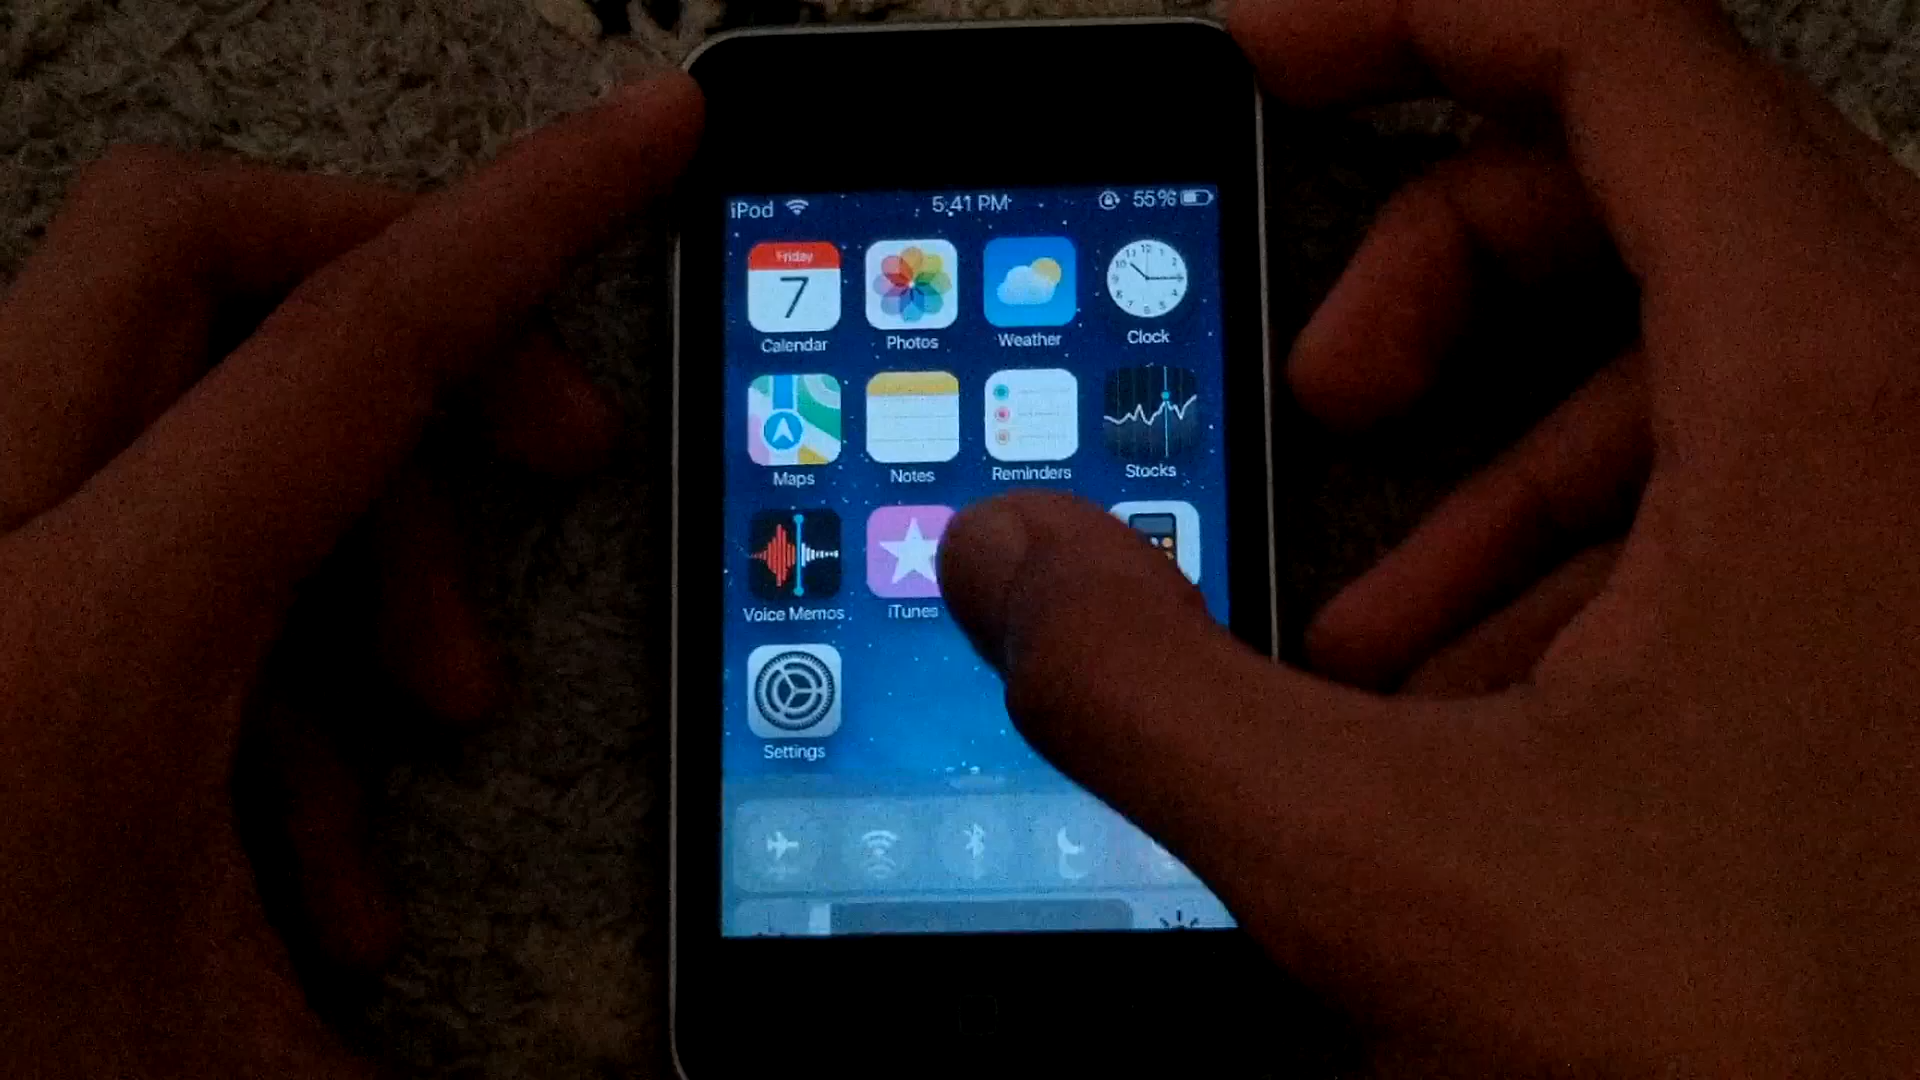 iPod 5:41 PM 55%
Friday
7
Calendar Photos Weather Clock
Maps Notes Reminders Stocks
Voice Memos iTunes
Settings